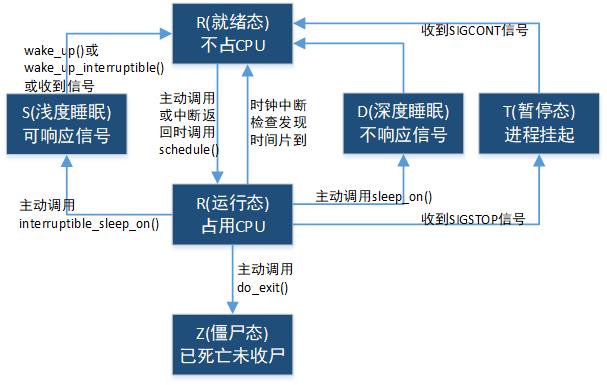 R(就绪态)
不占CPU
收到SIGCONT信号
wake_up()或
wake_up_interruptible()
或收到信号
S(浅度睡眠)
可响应信号
主动调用
或中断返
回时调用
schedule()
时钟中断
检查发现
时间片到
D(深度睡眠)
不响应信号
T(暂停态)
进程挂起
主动调用
interruptible_sleep_on()
R(运行态)
占用CPU
主动调用sleep_on()
收到SIGSTOP信号
主动调用
do_exit()
Z(僵尸态)
已死亡未收尸